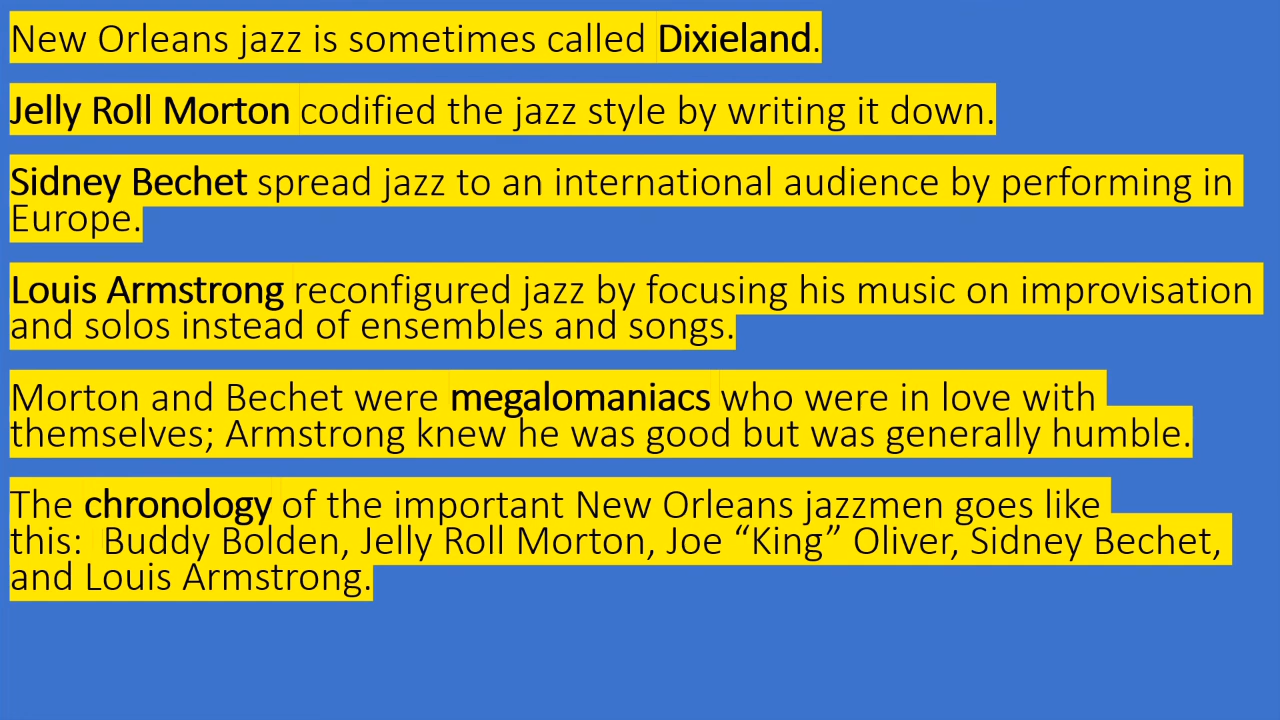 New Orleans jazz is sometimes called Dixieland.
Jelly Roll Morton codified the jazz style by writing it down.
Sidney Bechet spread jazz to an international audience by performing in
Europe.
Louis Armstrong reconfigured jazz by focusing his music on improvisation
and solos instead of ensembles and songs.
Morton and Bechet were megalomaniacs who were in love with
themselves; Armstrong knew he was good but was generally humble.
The chronology of the important New Orleans jazzmen goes like
this:  Buddy Bolden, Jelly Roll Morton, Joe “King” Oliver, Sidney Bechet,
and Louis Armstrong.